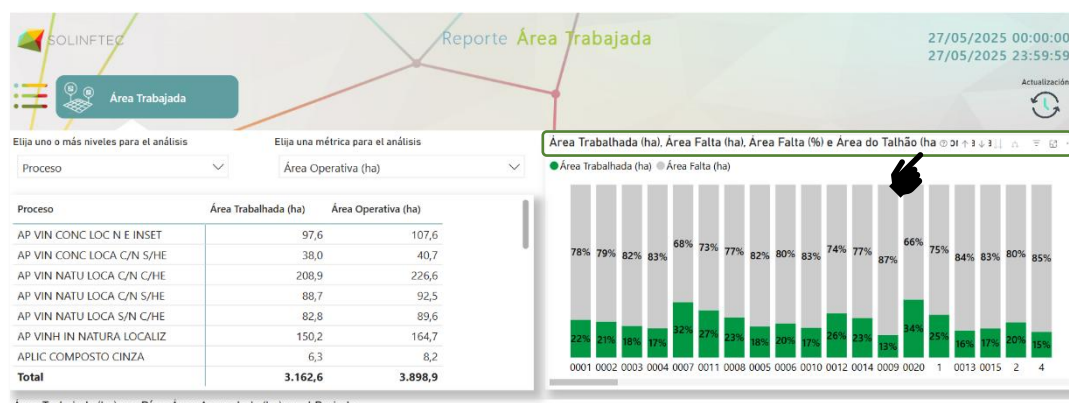 SOLINFTEC
Reporte Área Trabajada
27/05/2025 00:00:00
27/05/2025 23:59:59
Actualización
Área Trabajada
Elija uno o más niveles para el análisis
Elija una métrica para el análisis
Proceso
Área Operativa (ha)
Proceso Área Trabalhada (ha) Área Operativa (ha)
AP VIN CONC LOC N E INSET 97,6 107,6
AP VIN CONC LOCA C/N S/HE 38,0 40,7
AP VIN NATU LOCA C/N C/HE 208,9 226,6
AP VIN NATU LOCA C/N S/HE 88,7 92,5
AP VIN NATU LOCA S/N C/HE 82,8 89,6
AP VINH IN NATURA LOCALIZ 150,2 164,7
APLIC COMPOSTO CINZA 6,3 8,2
Total 3.162,6 3.898,9
Área Trabalhada (ha), Área Falta (ha), Área Falta (%) e Área do Talhão (ha
Área Trabalhada (ha) Área Falta (ha)
78% 79% 82% 83% 68% 73% 77% 82% 80% 83% 74% 77% 87% 66% 75% 84% 83% 80% 85%
22% 21% 18% 17% 32% 27% 23% 18% 20% 17% 26% 23% 13% 34% 25% 16% 17% 20% 15%
0001 0002 0003 0004 0007 0011 0008 0005 0006 0010 0012 0014 0009 0020 1 0013 0015 2 4